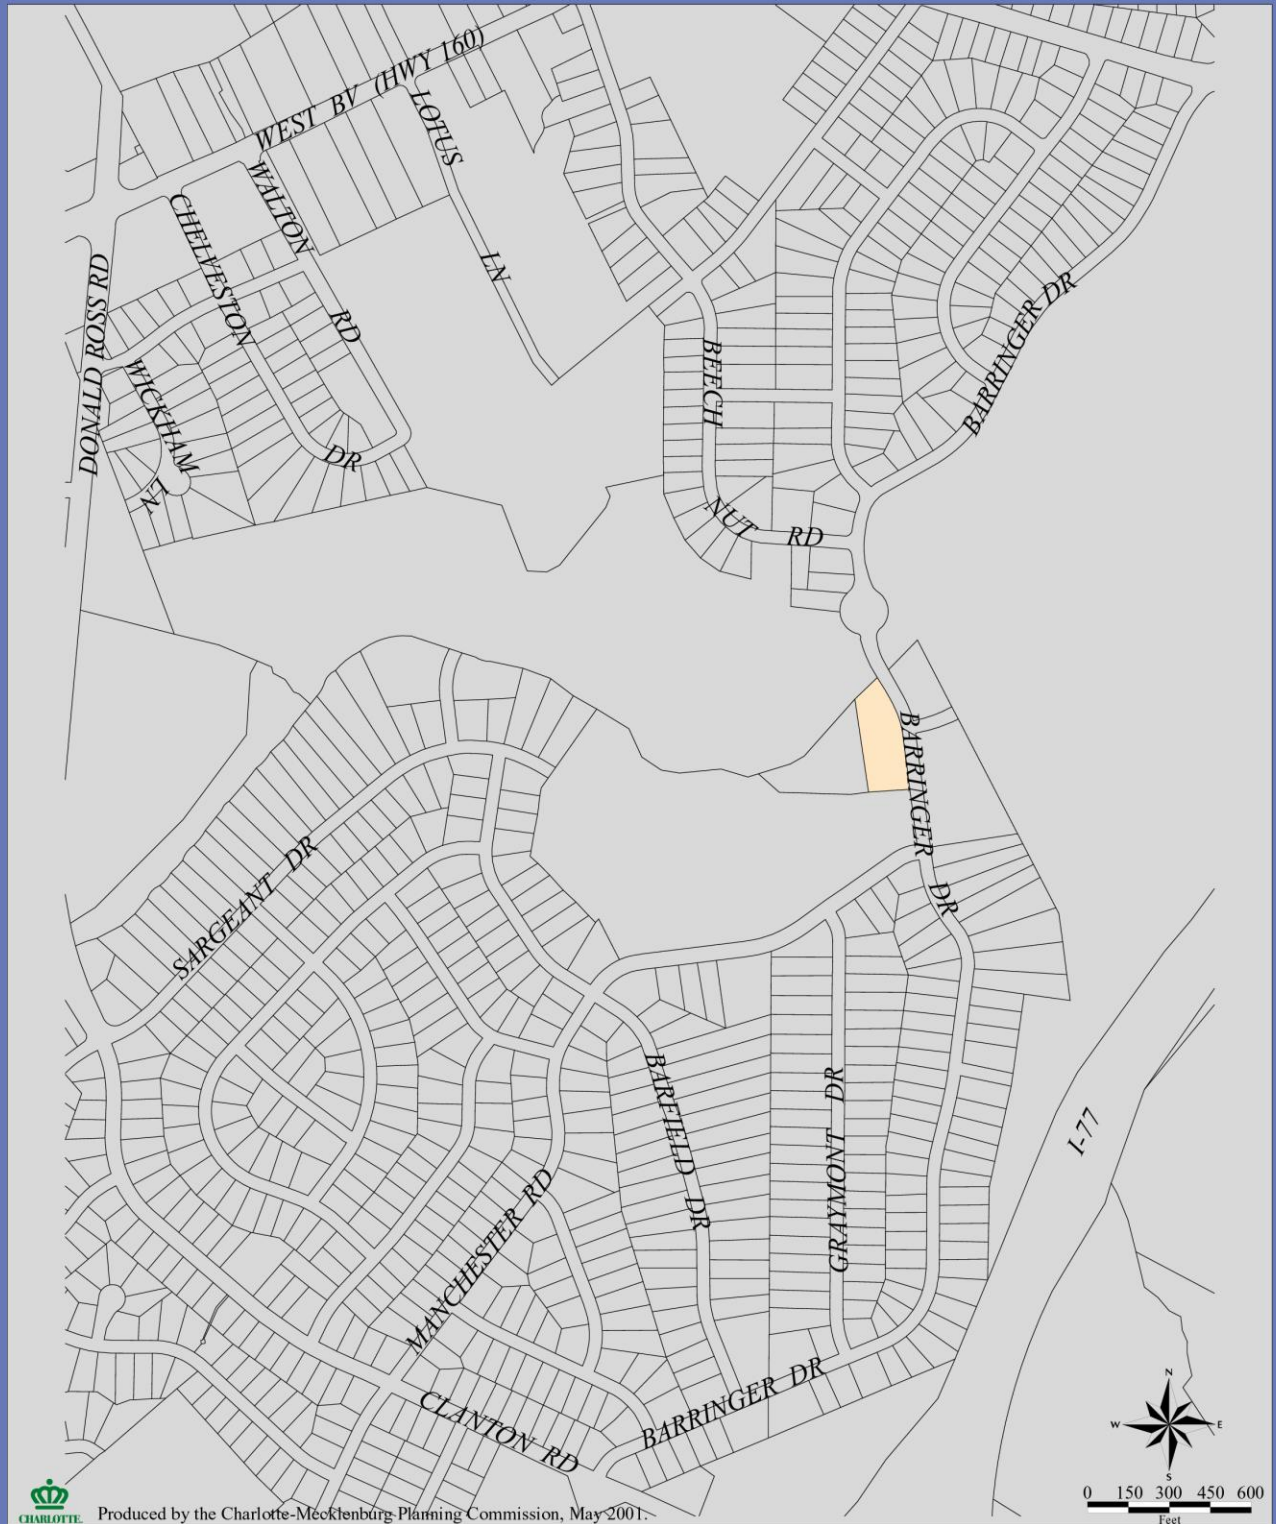 WEST BV (HWY 160)
LOTUS LN
WALTON RD
CHELVESTON DR
DONALD ROSS RD
WICKHAM LN
BARRINGER DR
BEECH NUT RD
BARRINGER DR
SARGEANT DR
BARFIELD DR
GRAYMONT DR
I-77
MANCHESTER RD
BARRINGER DR
CLANTON RD
N
W E
S
0 150 300 450 600
Feet
CHARLOTTE.
Produced by the Charlotte-Mecklenburg Planning Commission, May 2001.